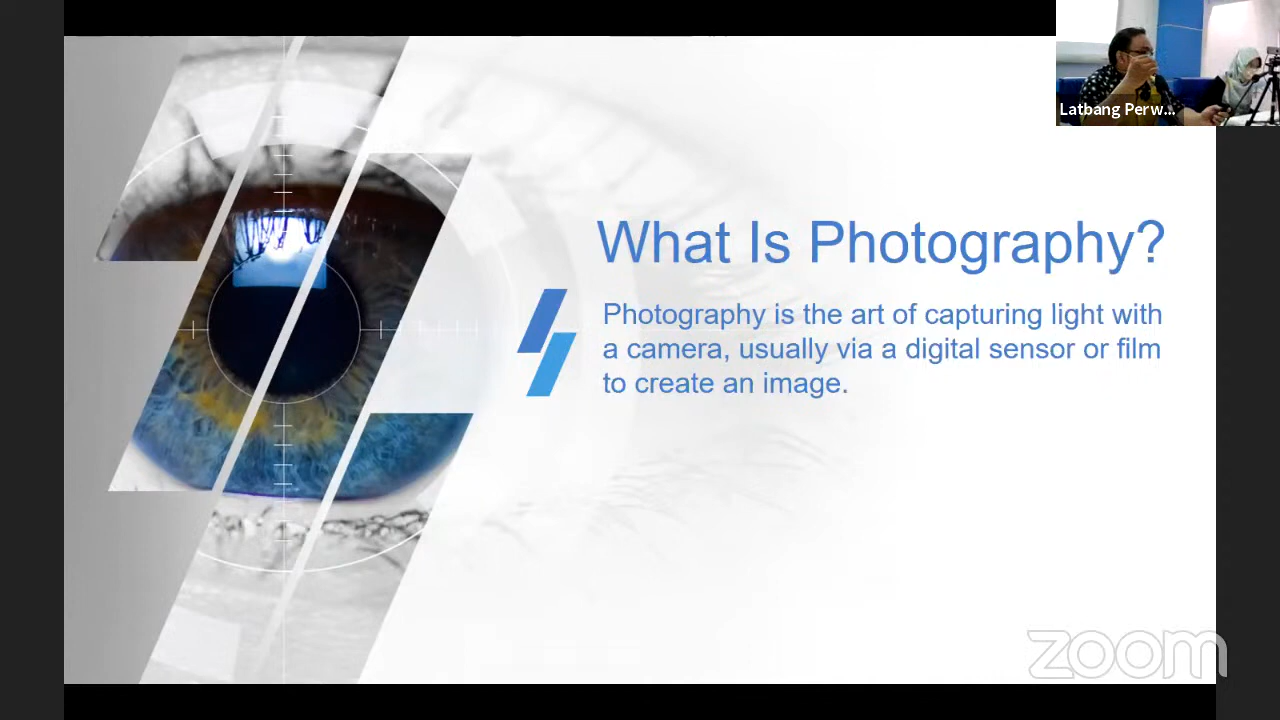 Latbang Perw...
What Is Photography?
Photography is the art of capturing light with
a camera, usually via a digital sensor or film
to create an image.
zoom